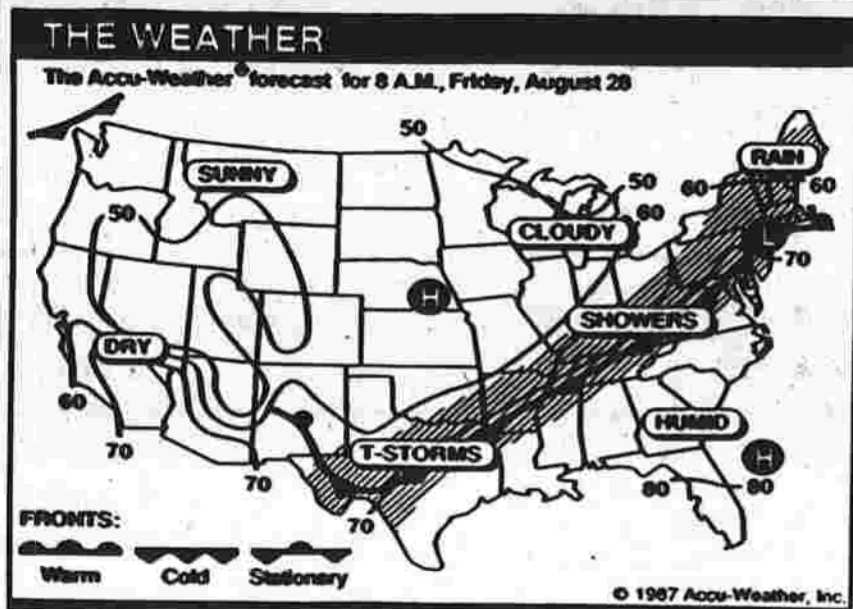 THE WEATHER
The Accu-Weather® forecast for 8 A.M., Friday, August 28
50
RAIN
SUNNY
50
60
60
50
CLOUDY
60
L
70
H
SHOWERS
DRY
60
HUMID
70
T-STORMS
H
70
80
80
70
FRONTS:
Warm
Cold
Stationary
© 1987 Accu-Weather, Inc.